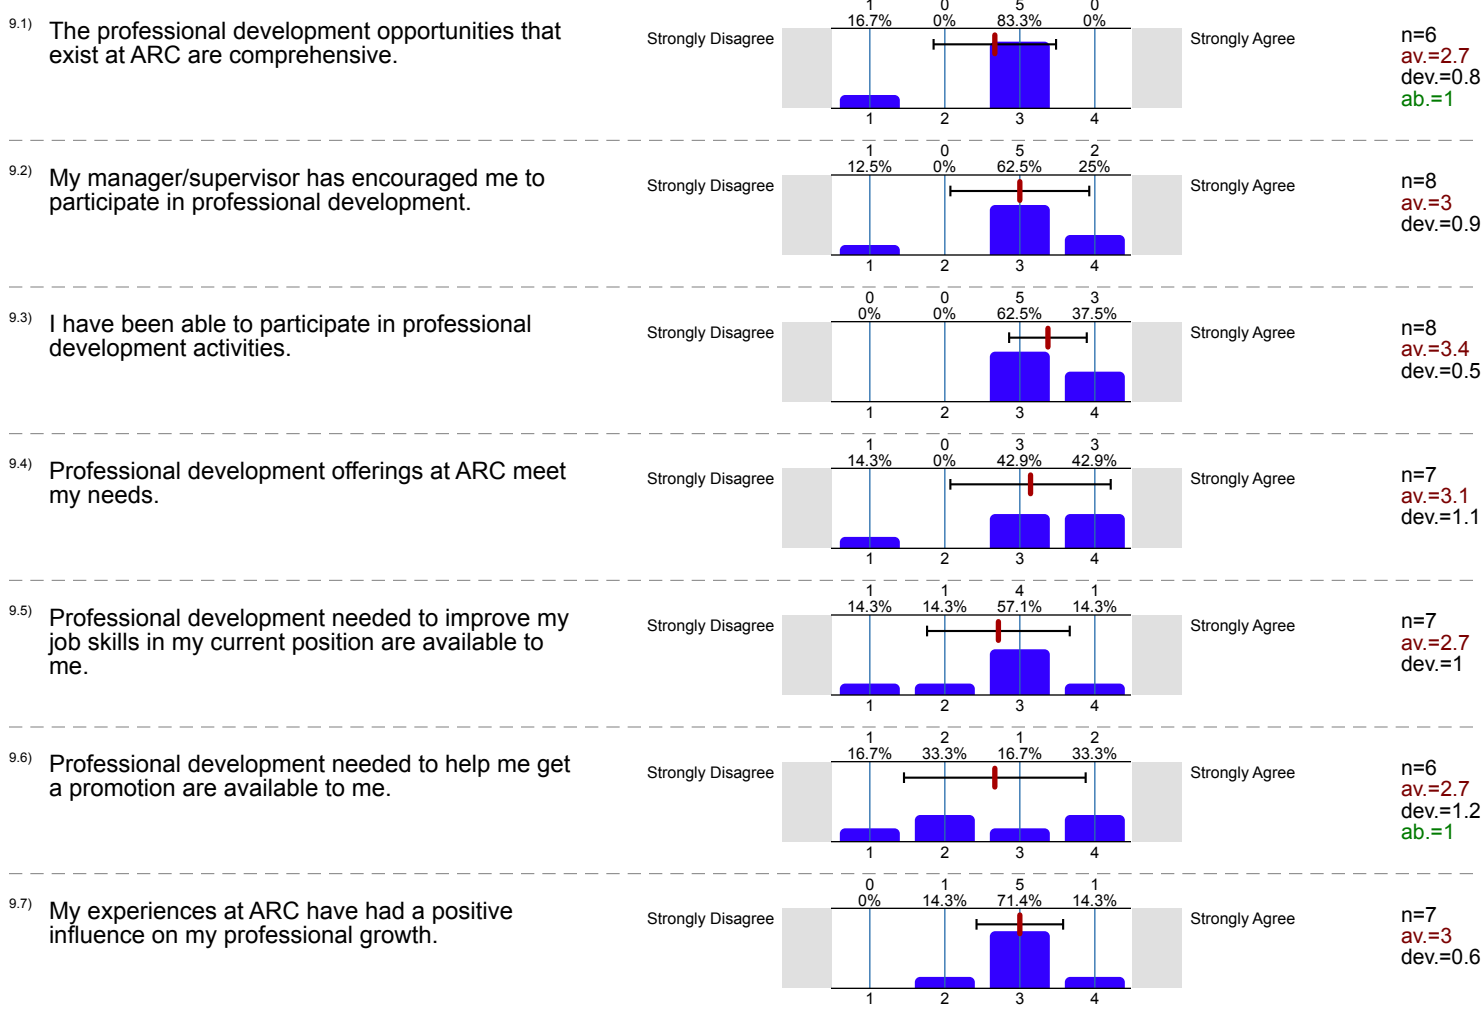 1 0 5 0
16.7% 0% 83.3% 0%
9.1) The professional development opportunities that
exist at ARC are comprehensive.
Strongly Disagree
Strongly Agree
n=6
av.=2.7
dev.=0.8
ab.=1
1 2 3 4
1 0 5 2
12.5% 0% 62.5% 25%
9.2) My manager/supervisor has encouraged me to
participate in professional development.
Strongly Disagree
Strongly Agree
n=8
av.=3
dev.=0.9
1 2 3 4
0 0 5 3
0% 0% 62.5% 37.5%
9.3) I have been able to participate in professional
development activities.
Strongly Disagree
Strongly Agree
n=8
av.=3.4
dev.=0.5
1 2 3 4
1 0 3 3
14.3% 0% 42.9% 42.9%
9.4) Professional development offerings at ARC meet
my needs.
Strongly Disagree
Strongly Agree
n=7
av.=3.1
dev.=1.1
1 2 3 4
1 1 4 1
14.3% 14.3% 57.1% 14.3%
9.5) Professional development needed to improve my
job skills in my current position are available to
me.
Strongly Disagree
Strongly Agree
n=7
av.=2.7
dev.=1
1 2 3 4
1 2 1 2
16.7% 33.3% 16.7% 33.3%
9.6) Professional development needed to help me get
a promotion are available to me.
Strongly Disagree
Strongly Agree
n=6
av.=2.7
dev.=1.2
ab.=1
1 2 3 4
0 1 5 1
0% 14.3% 71.4% 14.3%
9.7) My experiences at ARC have had a positive
influence on my professional growth.
Strongly Disagree
Strongly Agree
n=7
av.=3
dev.=0.6
1 2 3 4